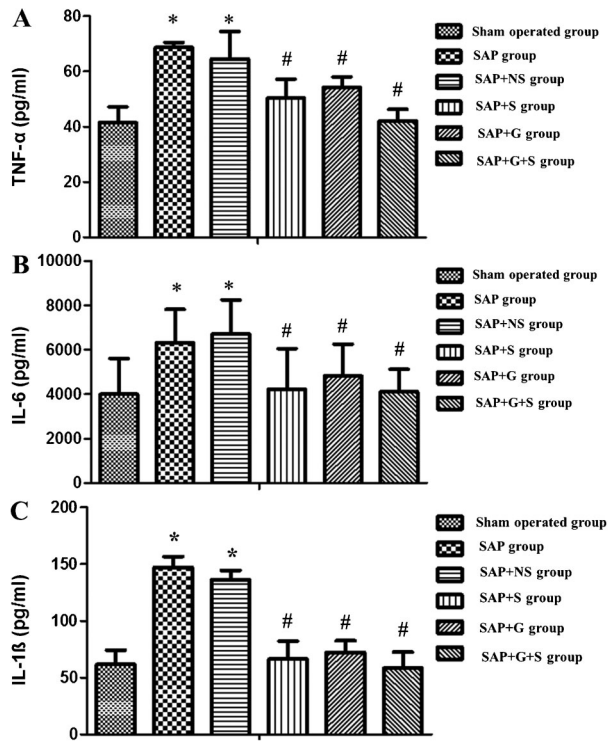 A
TNF-α (pg/ml)
80
60
40
20
0
* * # # #
Sham operated group
SAP group
SAP+NS group
SAP+S group
SAP+G group
SAP+G+S group
B
IL-6 (pg/ml)
10000
8000
6000
4000
2000
0
* * # # #
Sham operated group
SAP group
SAP+NS group
SAP+S group
SAP+G group
SAP+G+S group
C
IL-1ß (pg/ml)
200
150
100
50
0
* * # # #
Sham operated group
SAP group
SAP+NS group
SAP+S group
SAP+G group
SAP+G+S group